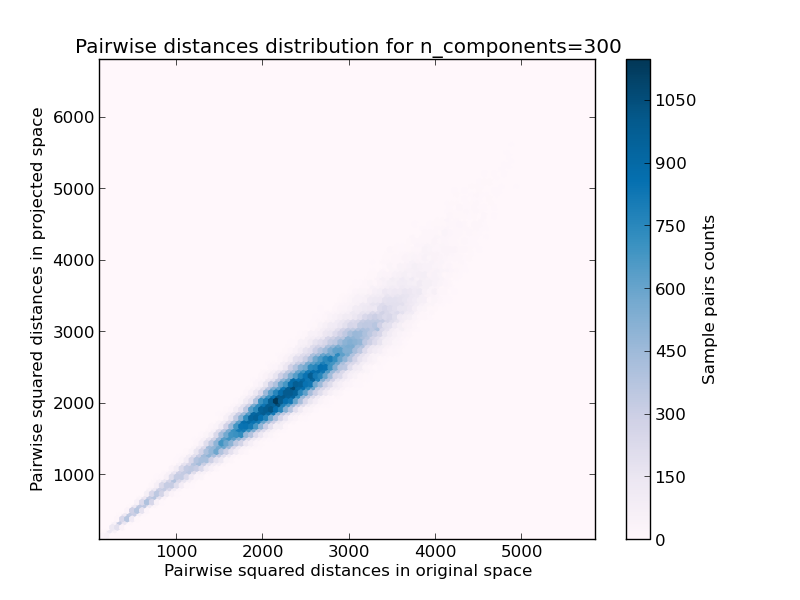 Pairwise distances distribution for n_components=300
Pairwise squared distances in projected space
6000
5000
4000
3000
2000
1000
1000 2000 3000 4000 5000
Pairwise squared distances in original space
1050
900
750
600
450
300
150
0
Sample pairs counts